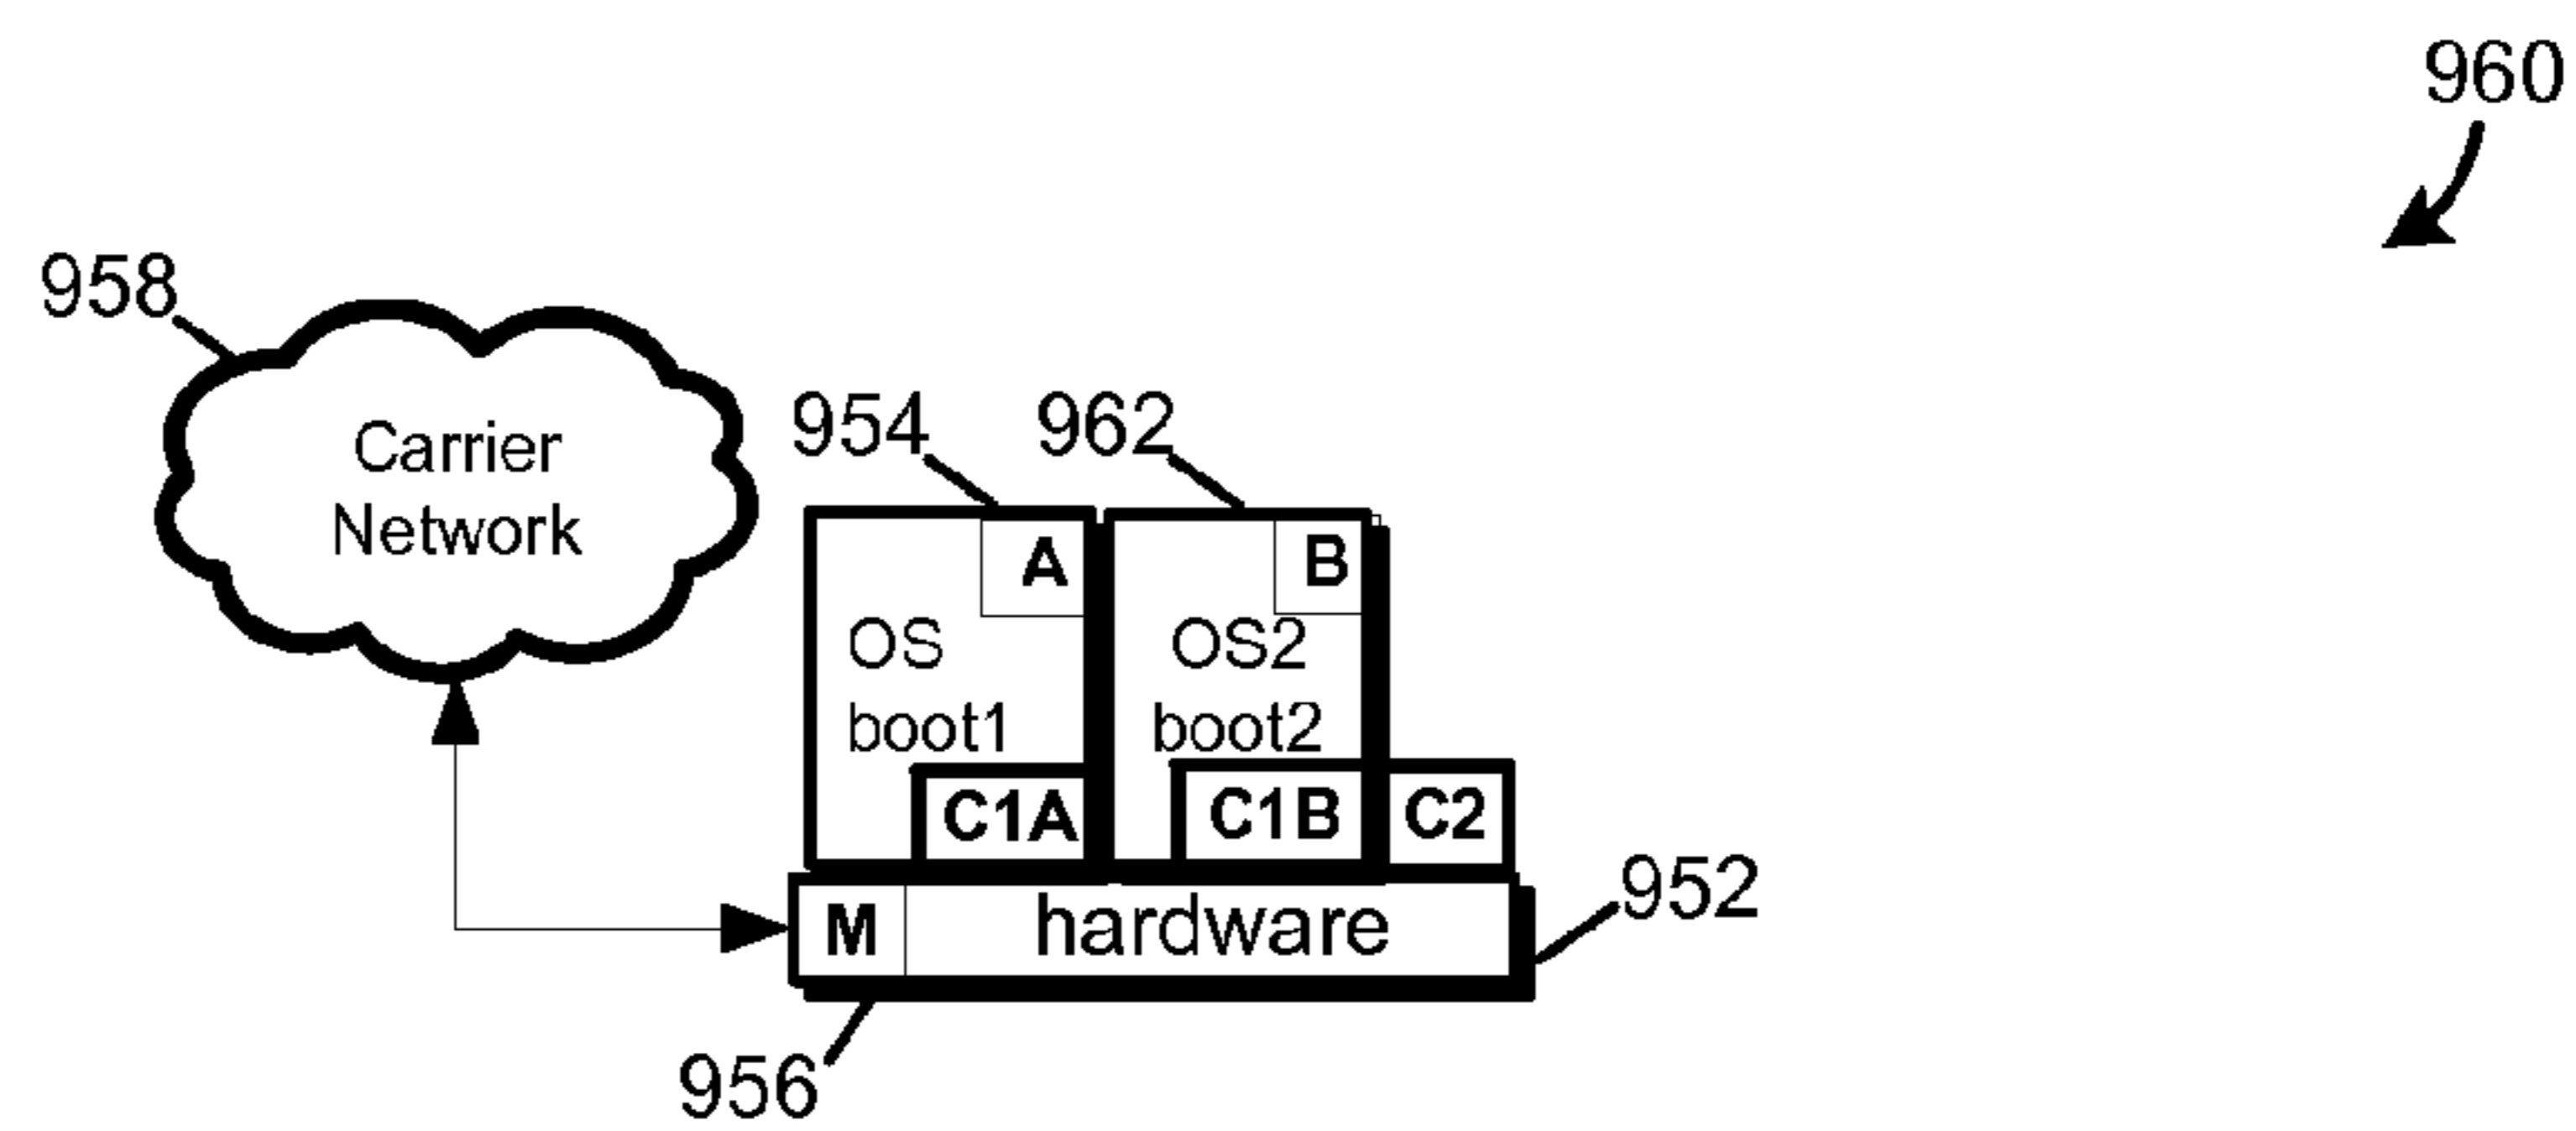 960
958
Carrier
Network
954
962
A
B
OS
boot1
OS2
boot2
C1A
C1B
C2
M
hardware
952
956